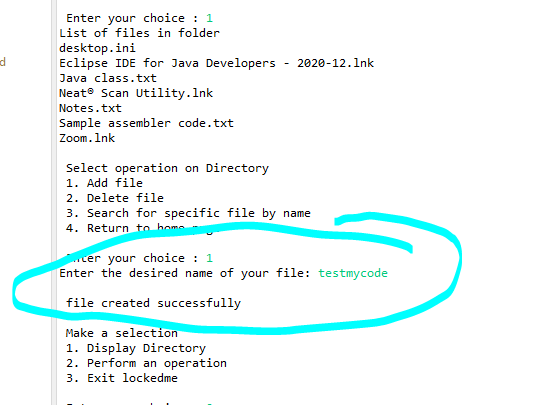 d
Enter your choice : 1
List of files in folder
desktop.ini
Eclipse IDE for Java Developers - 2020-12.lnk
Java class.txt
Neat® Scan Utility.lnk
Notes.txt
Sample assembler code.txt
Zoom.lnk
Select operation on Directory
1. Add file
2. Delete file
3. Search for specific file by name
4. Return to home page
Enter your choice : 1
Enter the desired name of your file: testmycode
file created successfully
Make a selection
1. Display Directory
2. Perform an operation
3. Exit lockedme